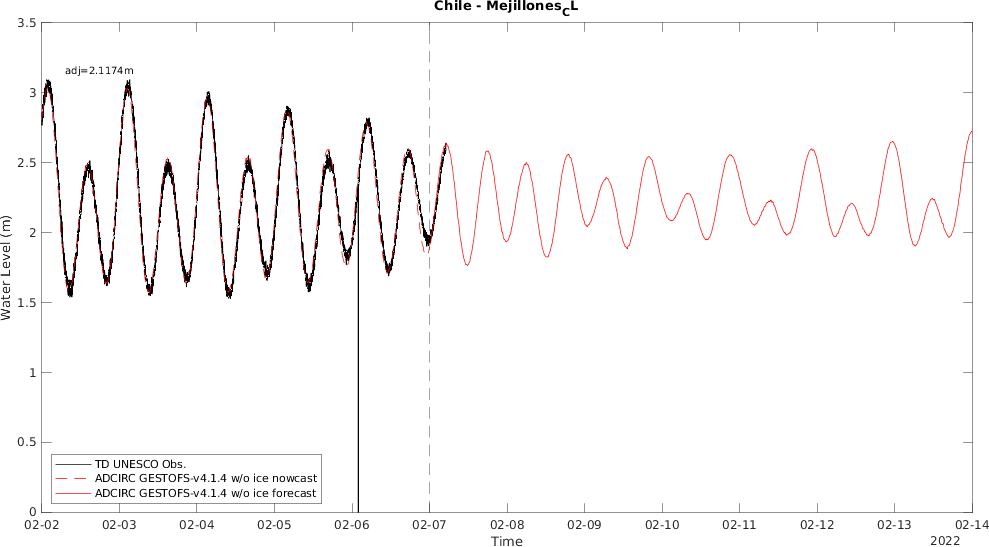 Chile - Mejillones_CL
adj=2.1174m
3.5
3
2.5
2
1.5
1
0.5
0
Water Level (m)
TD UNESCO Obs.
ADCIRC GESTOFS-v4.1.4 w/o ice nowcast
ADCIRC GESTOFS-v4.1.4 w/o ice forecast
02-02 02-03 02-04 02-05 02-06 02-07 02-08 02-09 02-10 02-11 02-12 02-13 02-14
Time
2022